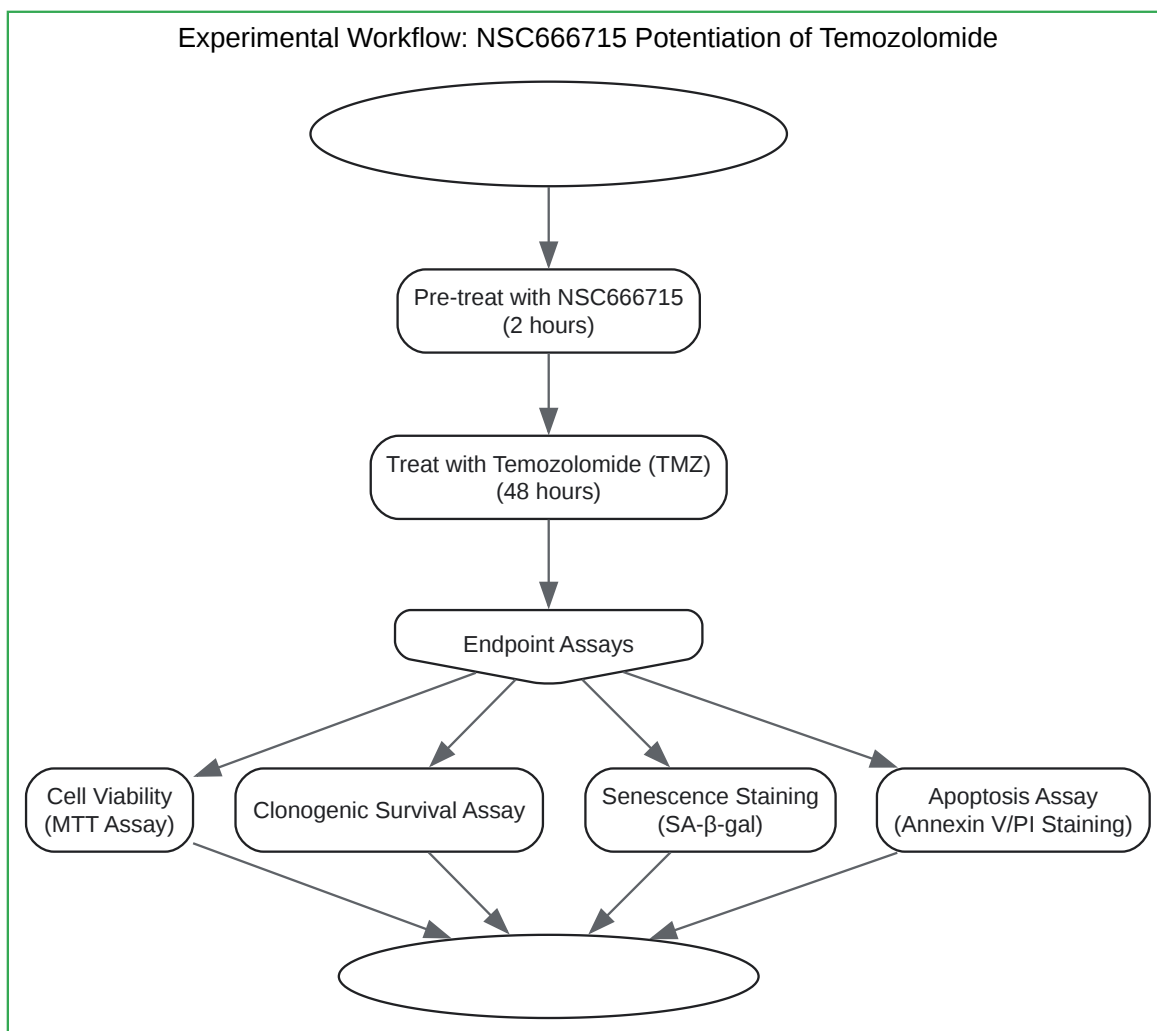 Experimental Workflow: NSC666715 Potentiation of Temozolomide
Pre-treat with NSC666715
(2 hours)
Treat with Temozolomide (TMZ)
(48 hours)
Endpoint Assays
Cell Viability
(MTT Assay)
Clonogenic Survival Assay
Senescence Staining
(SA-β-gal)
Apoptosis Assay
(Annexin V/PI Staining)